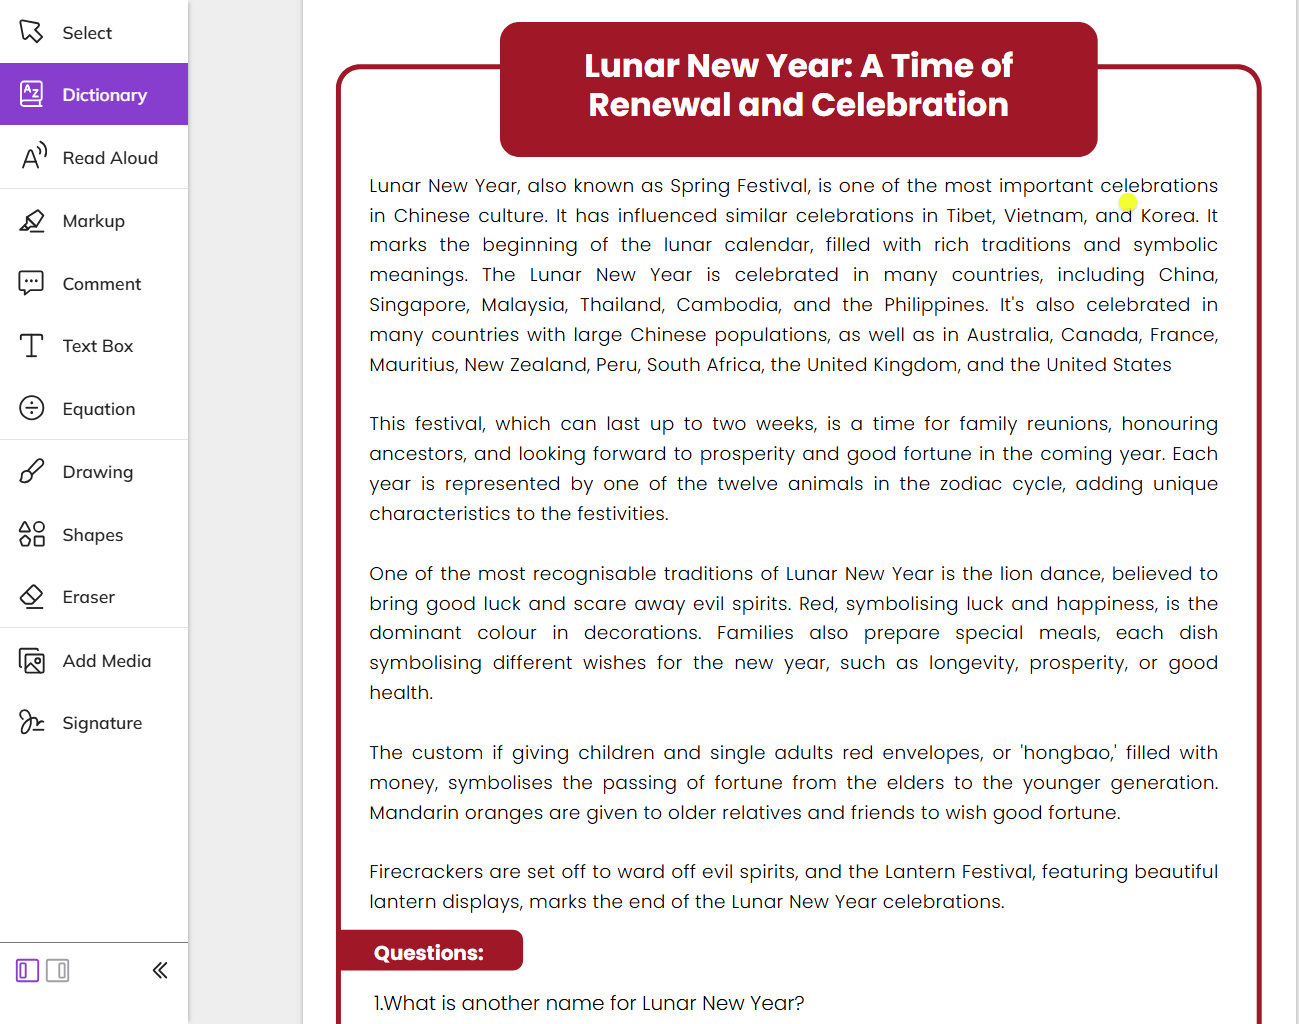 Select
Dictionary
Read Aloud
Markup
Comment
Text Box
Equation
Drawing
Shapes
Eraser
Add Media
Signature
Lunar New Year: A Time of
Renewal and Celebration
Lunar New Year, also known as Spring Festival, is one of the most important celebrations
in Chinese culture. It has influenced similar celebrations in Tibet, Vietnam, and Korea. It
marks the beginning of the lunar calendar, filled with rich traditions and symbolic
meanings. The Lunar New Year is celebrated in many countries, including China,
Singapore, Malaysia, Thailand, Cambodia, and the Philippines. It's also celebrated in
many countries with large Chinese populations, as well as in Australia, Canada, France,
Mauritius, New Zealand, Peru, South Africa, the United Kingdom, and the United States
This festival, which can last up to two weeks, is a time for family reunions, honouring
ancestors, and looking forward to prosperity and good fortune in the coming year. Each
year is represented by one of the twelve animals in the zodiac cycle, adding unique
characteristics to the festivities.
One of the most recognisable traditions of Lunar New Year is the lion dance, believed to
bring good luck and scare away evil spirits. Red, symbolising luck and happiness, is the
dominant colour in decorations. Families also prepare special meals, each dish
symbolising different wishes for the new year, such as longevity, prosperity, or good
health.
The custom if giving children and single adults red envelopes, or 'hongbao,' filled with
money, symbolises the passing of fortune from the elders to the younger generation.
Mandarin oranges are given to older relatives and friends to wish good fortune.
Firecrackers are set off to ward off evil spirits, and the Lantern Festival, featuring beautiful
lantern displays, marks the end of the Lunar New Year celebrations.
Questions:
1.What is another name for Lunar New Year?